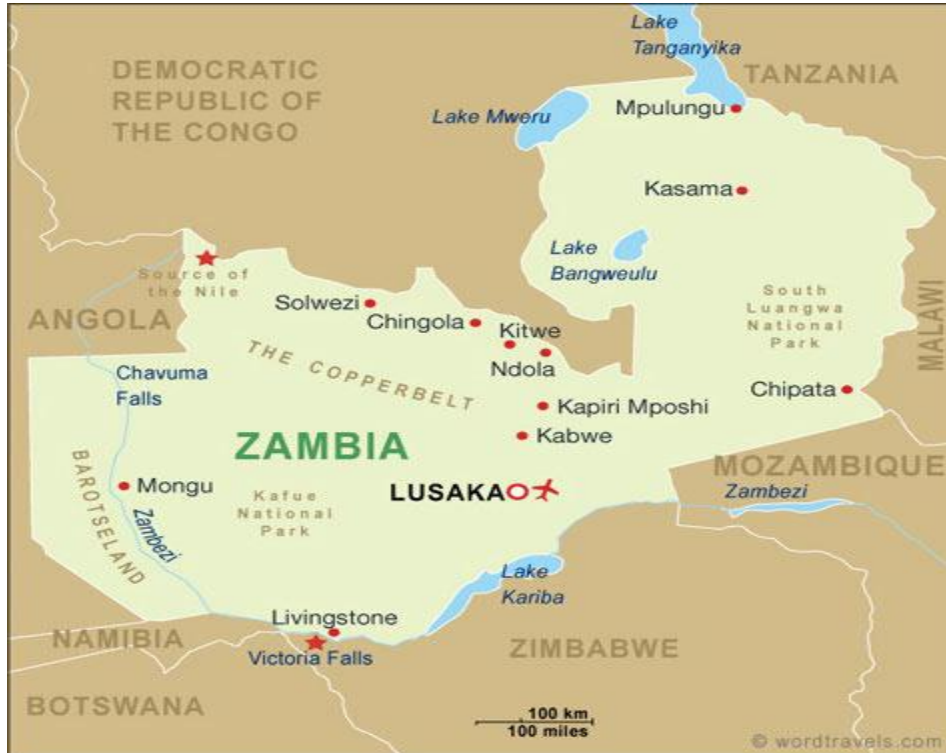 Lake
Tanganyika
DEMOCRATIC
REPUBLIC OF
THE CONGO
TANZANIA
Lake Mweru
Mpulungu
Kasama
Lake
Bangweulu
Source of
the Nile
ANGOLA
Solwezi
Chingola
Kitwe
Ndola
South
Luangwa
National
Park
MALAWI
THE COPPERBELT
Chavuma
Falls
Chipata
Kapiri Mposhi
Kabwe
ZAMBIA
BAROTSELAND
Mongu
Zambezi
Kafue
National
Park
LUSAKA
MOZAMBIQUE
Zambezi
Lake
Kariba
Livingstone
Victoria Falls
NAMIBIA
ZIMBABWE
BOTSWANA
100 km
100 miles
© wordtravels.com